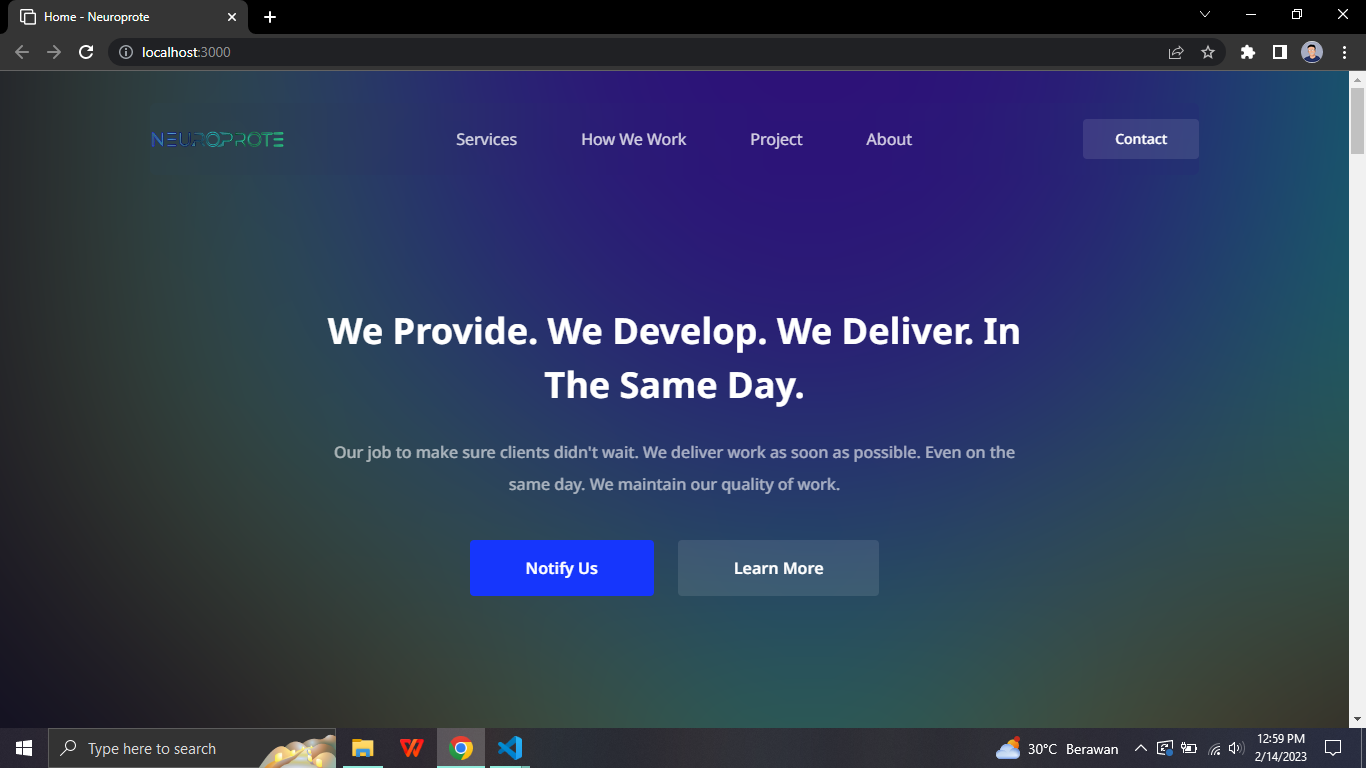 Home - Neuroprote
localhost:3000
NEUROPROTE
Services
How We Work
Project
About
Contact
We Provide. We Develop. We Deliver. In
The Same Day.
Our job to make sure clients didn't wait. We deliver work as soon as possible. Even on the
same day. We maintain our quality of work.
Notify Us
Learn More
Type here to search
30°C Berawan
12:59 PM
2/14/2023